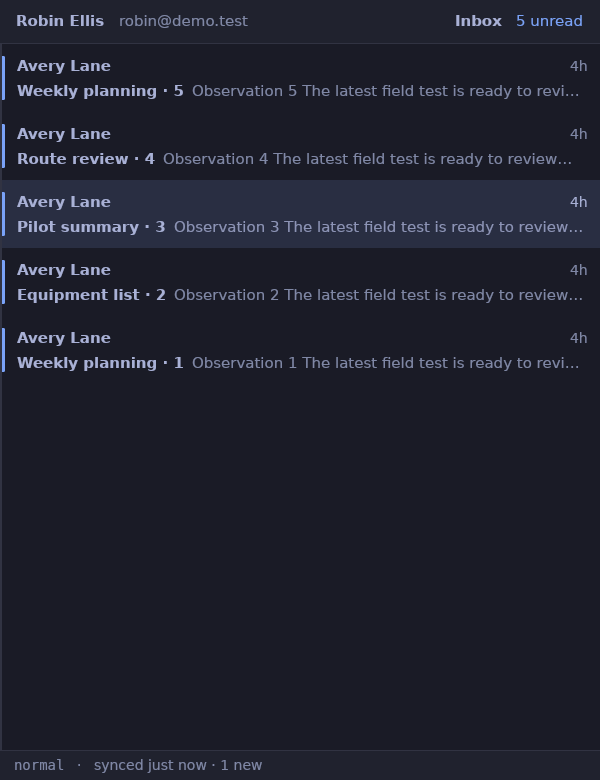 Robin Ellis robin@demo.test Inbox 5 unread
Avery Lane 4h
Weekly planning · 5 Observation 5 The latest field test is ready to revi…
Avery Lane 4h
Route review · 4 Observation 4 The latest field test is ready to review…
Avery Lane 4h
Pilot summary · 3 Observation 3 The latest field test is ready to review…
Avery Lane 4h
Equipment list · 2 Observation 2 The latest field test is ready to review…
Avery Lane 4h
Weekly planning · 1 Observation 1 The latest field test is ready to revi…
normal · synced just now · 1 new